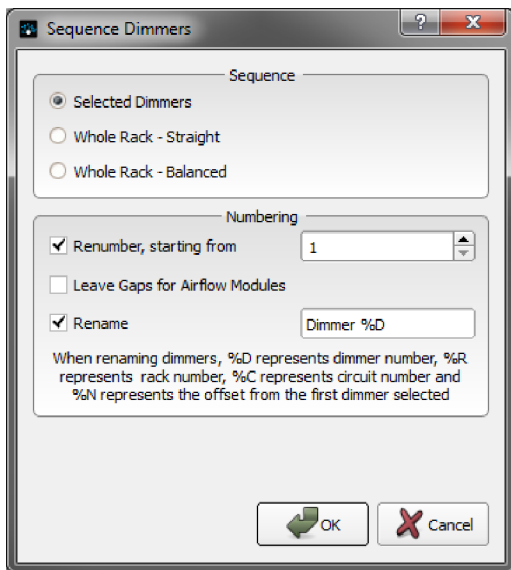 Sequence Dimmers
?
X
Sequence
Selected Dimmers
Whole Rack - Straight
Whole Rack - Balanced
Numbering
Renumber, starting from 1
Leave Gaps for Airflow Modules
Rename Dimmer %D
When renaming dimmers, %D represents dimmer number, %R
represents rack number, %C represents circuit number and
%N represents the offset from the first dimmer selected
OK Cancel